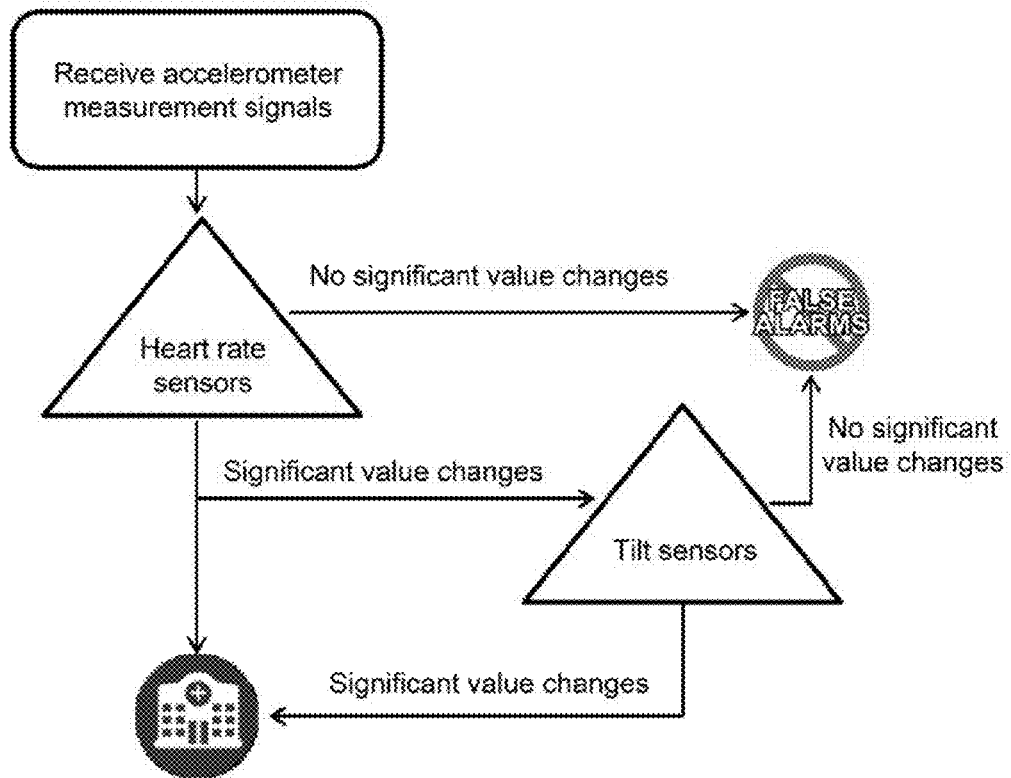 Receive accelerometer
measurement signals
No significant value changes
FALSE
ALARMS
Heart rate
sensors
No significant
value changes
Significant value changes
Tilt sensors
Significant value changes